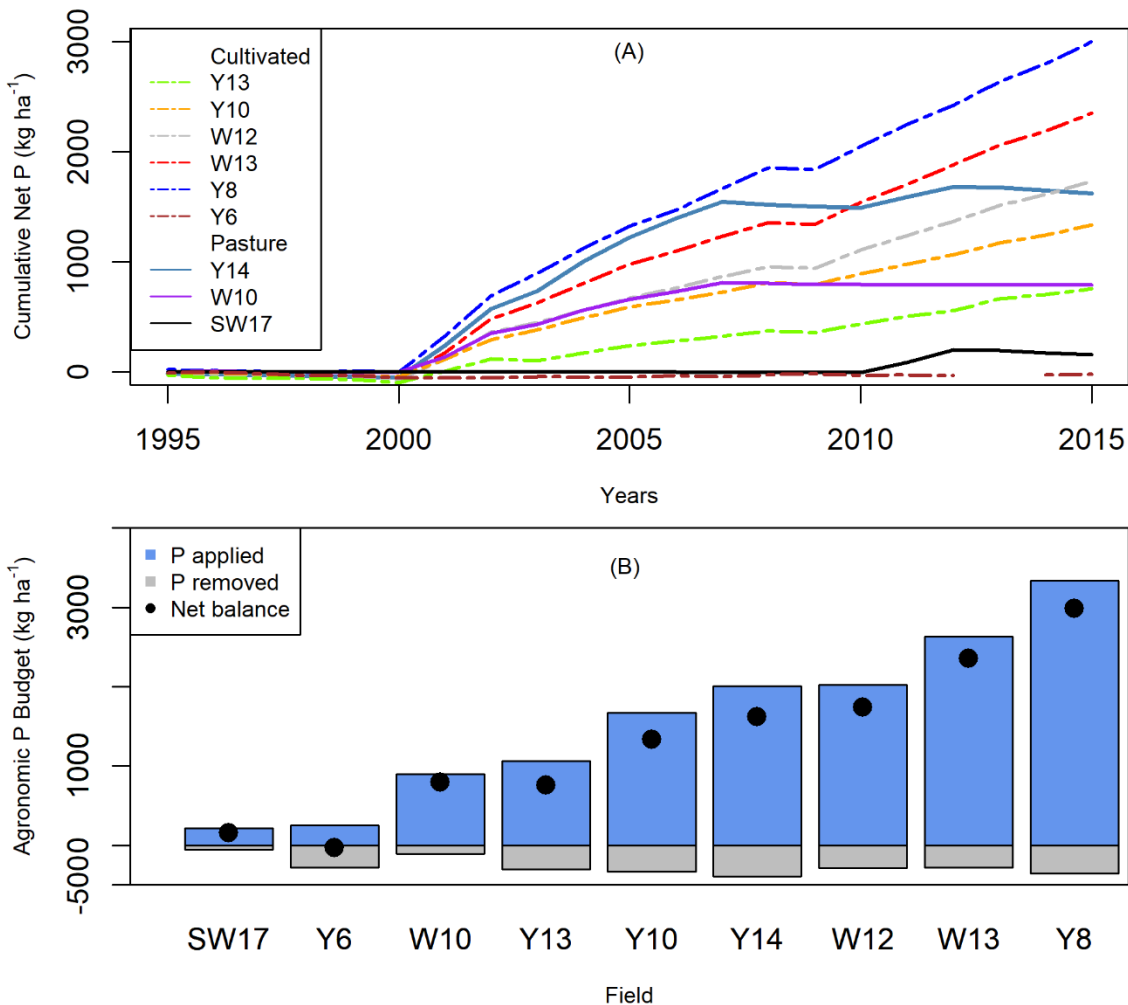 (A)
Cumulative Net P (kg ha⁻¹)
3000
2000
1000
0
Cultivated
Y13
Y10
W12
W13
Y8
Y6
Pasture
Y14
W10
SW17
1995 2000 2005 2010 2015
Years
(B)
Agronomic P Budget (kg ha⁻¹)
3000
1000
-5000
P applied
P removed
Net balance
SW17 Y6 W10 Y13 Y10 Y14 W12 W13 Y8
Field